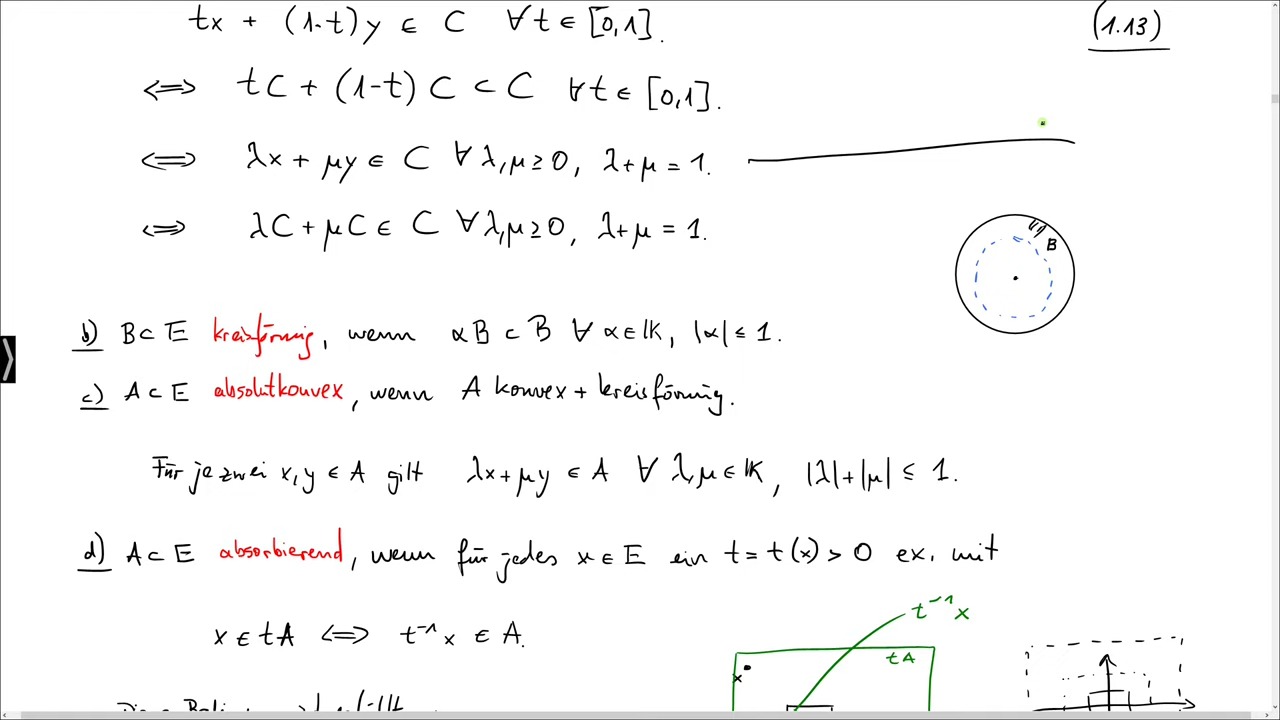 tx + (1-t)y ∈ C ∀t ∈ [0,1]. (1.13)
⟺ tC + (1-t)C ⊂ C ∀t ∈ [0,1].
⟺ λx + μy ∈ C ∀λ,μ ≥ 0, λ+μ = 1.
⟺ λC + μC ∈ C ∀λ,μ ≥ 0, λ+μ = 1.
B
b) B ⊂ E kreisförmig, wenn αB ⊂ B ∀ α ∈ K, |α| ≤ 1.
c) A ⊂ E absolutkonvex, wenn A konvex + kreisförmig.
Für je zwei x,y ∈ A gilt λx + μy ∈ A ∀ λ,μ ∈ K, |λ|+|μ| ≤ 1.
d) A ⊂ E absorbierend, wenn für jedes x ∈ E ein t = t(x) > 0 ex. mit
t⁻¹x
x ∈ tA ⟺ t⁻¹x ∈ A.
tA
x